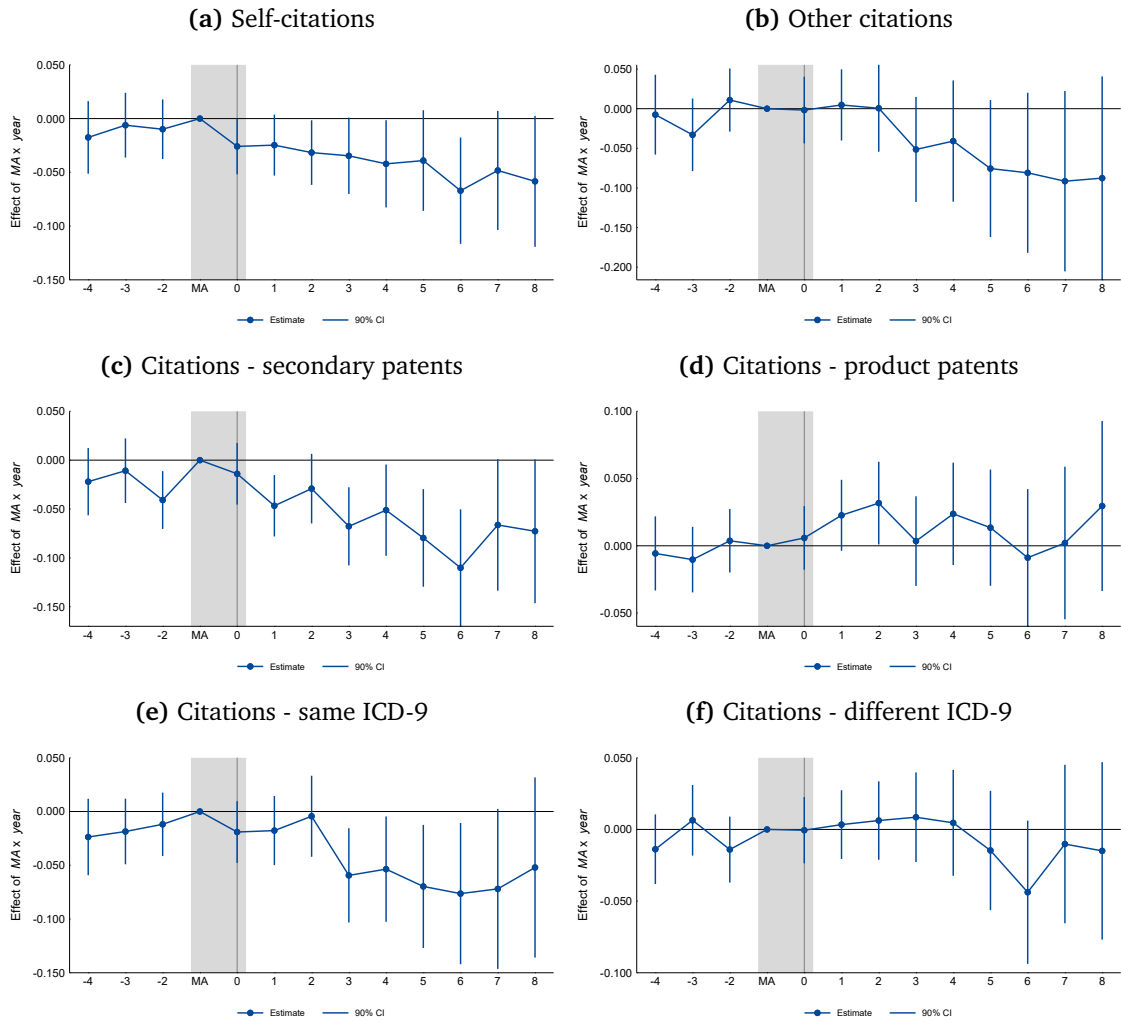 (a) Self-citations
0.050
0.000
-0.050
-0.100
-0.150
Effect of MA x year
-4 -3 -2 MA 0 1 2 3 4 5 6 7 8
Estimate 90% CI
(b) Other citations
0.050
0.000
-0.050
-0.100
-0.150
-0.200
Effect of MA x year
-4 -3 -2 MA 0 1 2 3 4 5 6 7 8
Estimate 90% CI
(c) Citations - secondary patents
0.050
0.000
-0.050
-0.100
-0.150
Effect of MA x year
-4 -3 -2 MA 0 1 2 3 4 5 6 7 8
Estimate 90% CI
(d) Citations - product patents
0.100
0.050
0.000
-0.050
Effect of MA x year
-4 -3 -2 MA 0 1 2 3 4 5 6 7 8
Estimate 90% CI
(e) Citations - same ICD-9
0.050
0.000
-0.050
-0.100
-0.150
Effect of MA x year
-4 -3 -2 MA 0 1 2 3 4 5 6 7 8
Estimate 90% CI
(f) Citations - different ICD-9
0.050
0.000
-0.050
-0.100
Effect of MA x year
-4 -3 -2 MA 0 1 2 3 4 5 6 7 8
Estimate 90% CI